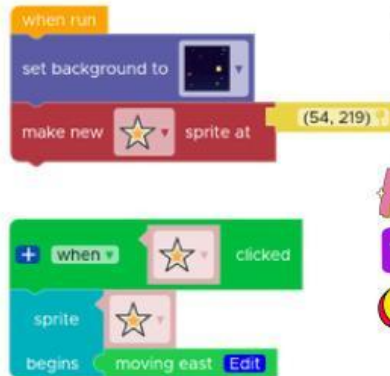 when run
set background to
make new sprite at (54, 219)
when clicked
sprite
begins moving east Edit